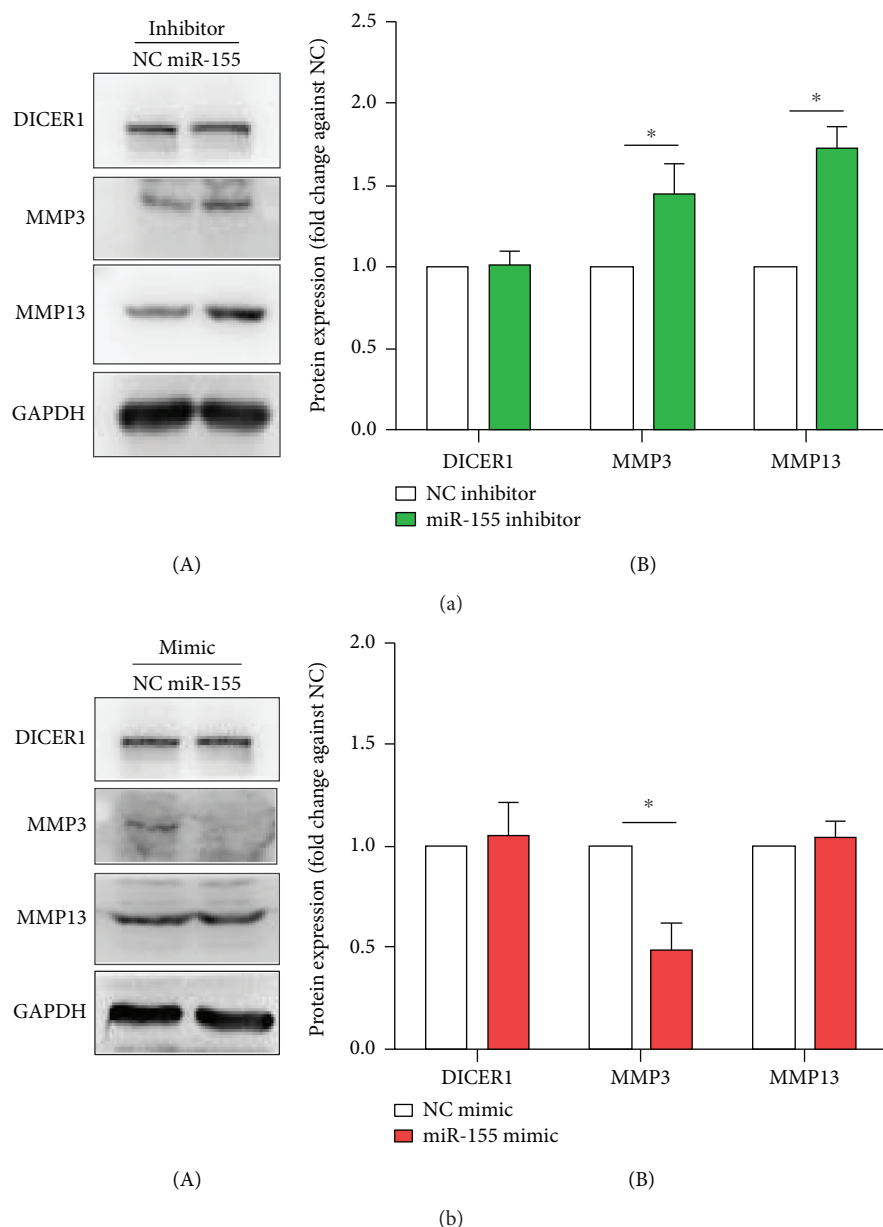 Inhibitor
NC miR-155
DICER1
MMP3
MMP13
GAPDH
(A)
Protein expression (fold change against NC)
2.5
2.0
1.5
1.0
0.5
0.0
*
*
DICER1 MMP3 MMP13
NC inhibitor
miR-155 inhibitor
(B)
(a)
Mimic
NC miR-155
DICER1
MMP3
MMP13
GAPDH
(A)
Protein expression (fold change against NC)
2.0
1.5
1.0
0.5
0.0
*
DICER1 MMP3 MMP13
NC mimic
miR-155 mimic
(B)
(b)